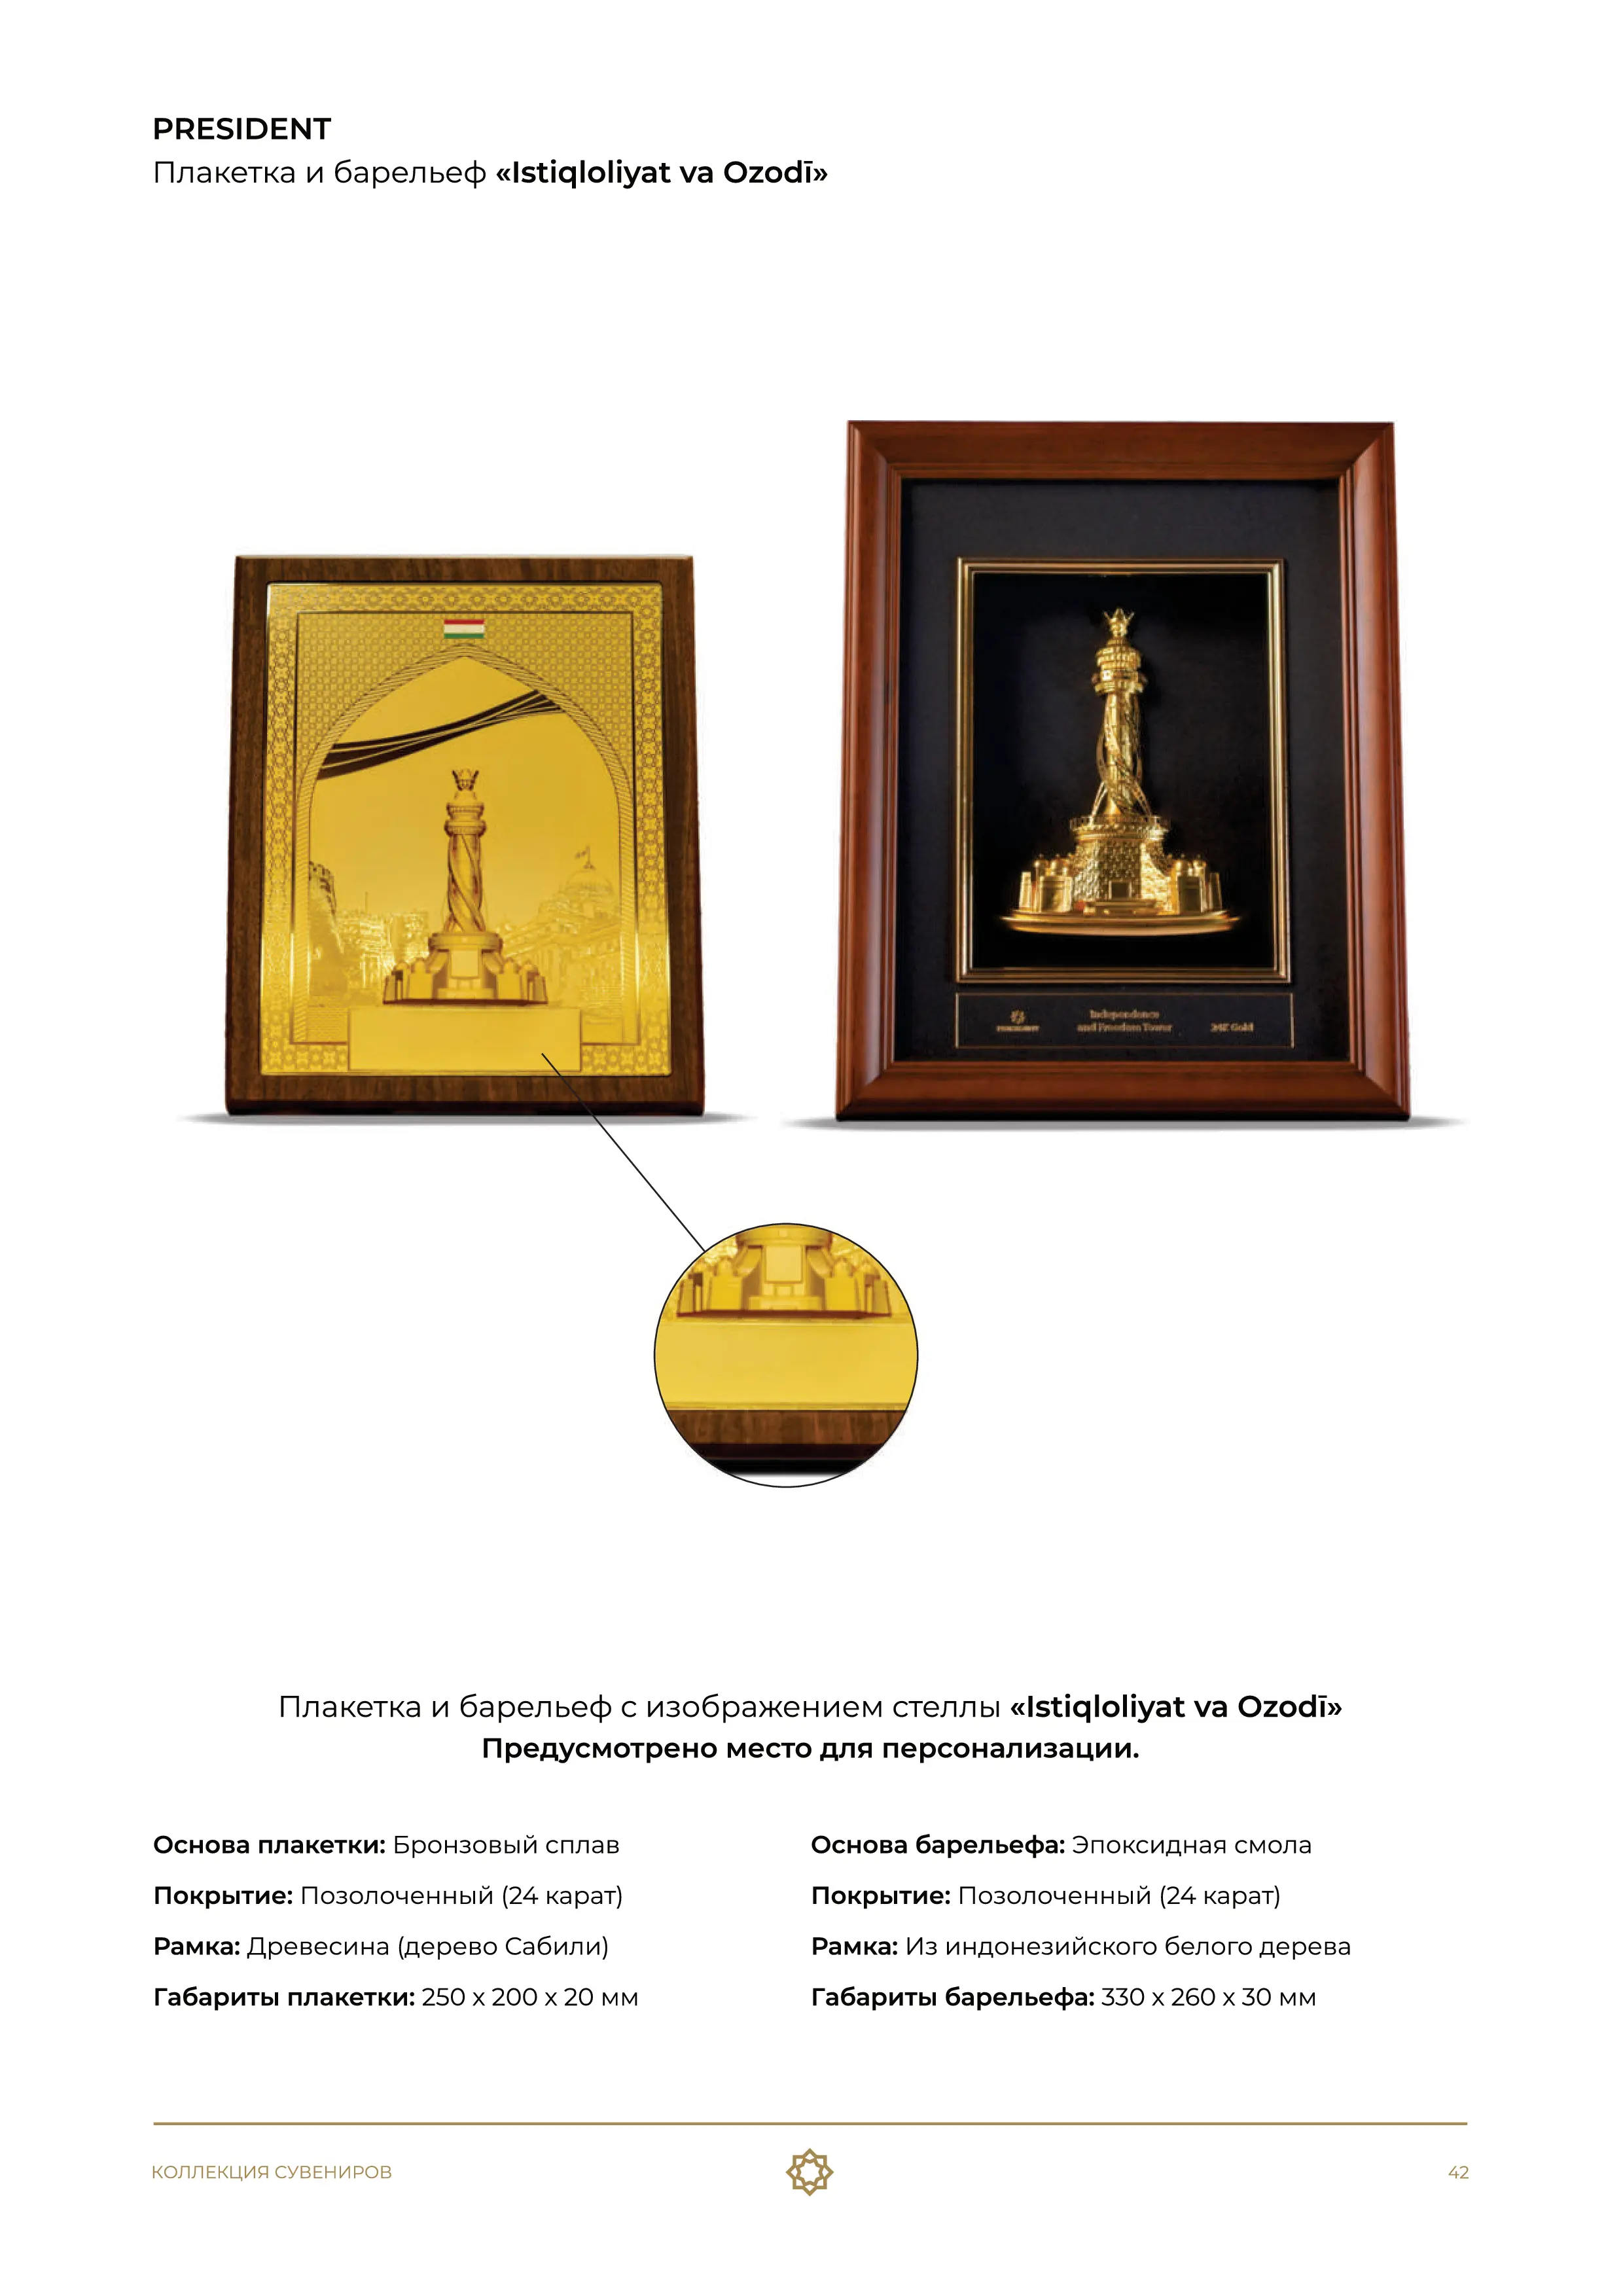 PRESIDENT
Плакетка и барельеф «Istiqloliyat va Ozodī»
Independence
and Freedom Tower
24K Gold
Плакетка и барельеф с изображением стеллы «Istiqloliyat va Ozodī»
Предусмотрено место для персонализации.
Основа плакетки: Бронзовый сплав
Покрытие: Позолоченный (24 карат)
Рамка: Древесина (дерево Сабили)
Габариты плакетки: 250 x 200 x 20 мм
Основа барельефа: Эпоксидная смола
Покрытие: Позолоченный (24 карат)
Рамка: Из индонезийского белого дерева
Габариты барельефа: 330 x 260 x 30 мм
КОЛЛЕКЦИЯ СУВЕНИРОВ
42